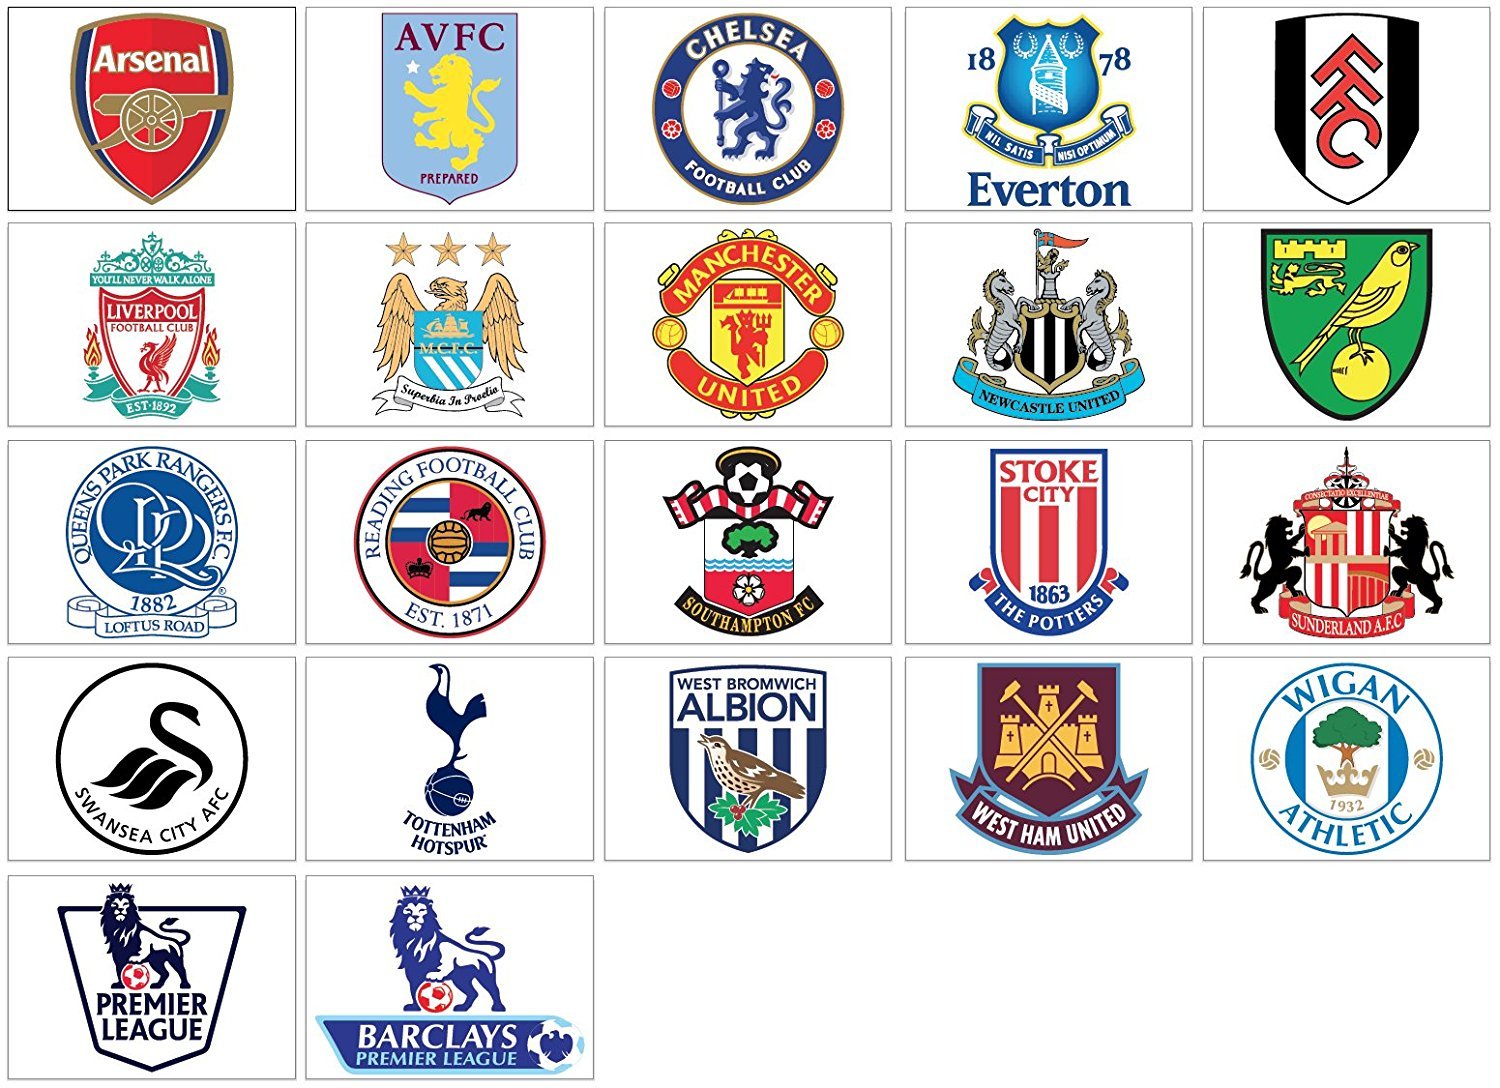 Arsenal
AVFC
PREPARED
CHELSEA
FOOTBALL CLUB
18 78
NIL SATIS NISI OPTIMUM
Everton
FFC
YOU'LL NEVER WALK ALONE
LIVERPOOL
FOOTBALL CLUB
EST·1892
M.C.F.C.
Superbia In Proelio
MANCHESTER
UNITED
NEWCASTLE UNITED
QUEENS PARK RANGERS F.C.
QPR
1882
LOFTUS ROAD
READING FOOTBALL CLUB
EST. 1871
SOUTHAMPTON FC
STOKE
CITY
1863
THE POTTERS
CONSECTATIO EXCELLENTIAE
SUNDERLAND A.F.C
SWANSEA CITY AFC
TOTTENHAM
HOTSPUR
WEST BROMWICH
ALBION
WEST HAM UNITED
WIGAN
1932
ATHLETIC
PREMIER
LEAGUE
BARCLAYS
PREMIER LEAGUE